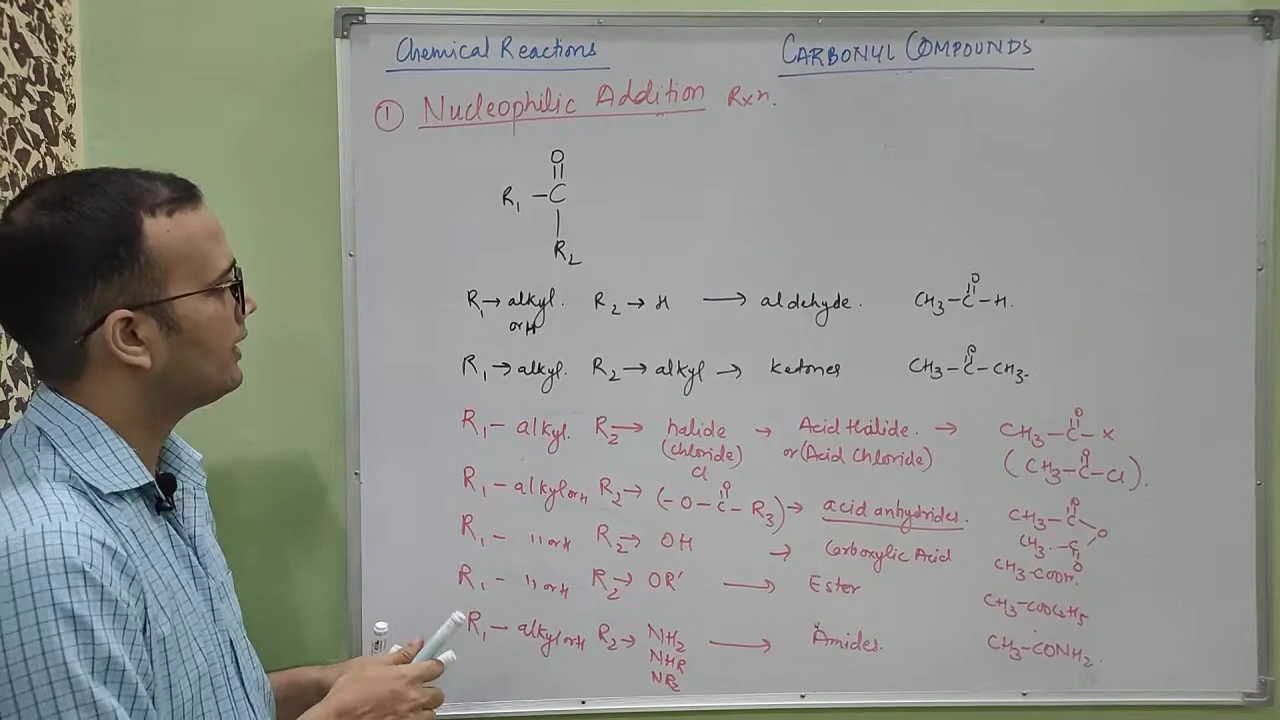 Chemical Reactions
CARBONYL COMPOUNDS
① Nucleophilic Addition Rxn.
O
||
R₁ –C
|
R₂
R₁→ alkyl. or H R₂ → H ⟶ aldehyde. CH₃–C(=O)–H.
R₁→ alkyl. R₂ → alkyl → ketones CH₃–C(=O)–CH₃.
R₁– alkyl. R₂→ halide → Acid Halide. → CH₃–C(=O)–X
(chloride) or (Acid Chloride) (CH₃–C(=O)–Cl).
Cl
R₁– alkyl or H R₂→ (–O–C(=O)–R₃) → acid anhydrides. CH₃–C(=O)–O–C(=O)–CH₃
R₁– " or H R₂→ OH → Carboxylic Acid CH₃-COOH.
R₁– " or H R₂→ OR' ⟶ Ester CH₃–COOC₂H₅
R₁– alkyl or H R₂→ NH₂ ⟶ Amides. CH₃–CONH₂.
NHR
NR₂